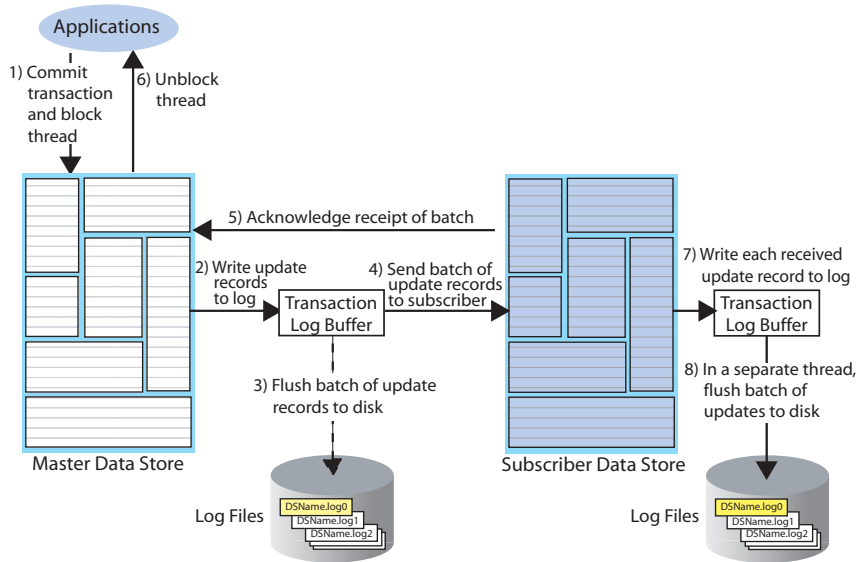 Applications
1) Commit
transaction
and block
thread
6) Unblock
thread
5) Acknowledge receipt of batch
2) Write update
records
to log
4) Send batch of
update records
to subscriber
7) Write each received
update record to log
Transaction
Log Buffer
Transaction
Log Buffer
3) Flush batch of update
records to disk
8) In a separate thread,
flush batch of
updates to disk
Master Data Store
Subscriber Data Store
Log Files
DSName.log0
DSName.log1
DSName.log2
Log Files
DSName.log0
DSName.log1
DSName.log2